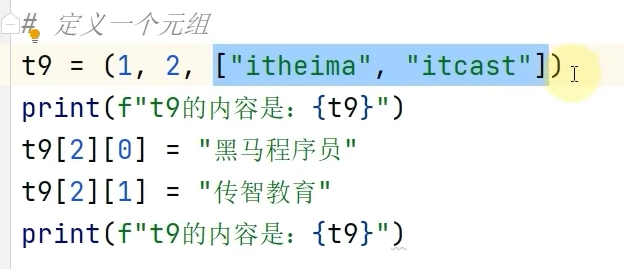 # 定义一个元组
t9 = (1, 2, ["itheima", "itcast"])
print(f"t9的内容是：{t9}")
t9[2][0] = "黑马程序员"
t9[2][1] = "传智教育"
print(f"t9的内容是：{t9}")